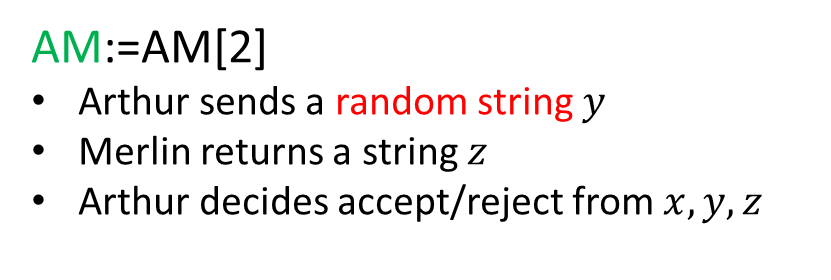 AM:=AM[2]
• Arthur sends a random string 𝑦
• Merlin returns a string 𝑧
• Arthur decides accept/reject from 𝑥, 𝑦, 𝑧